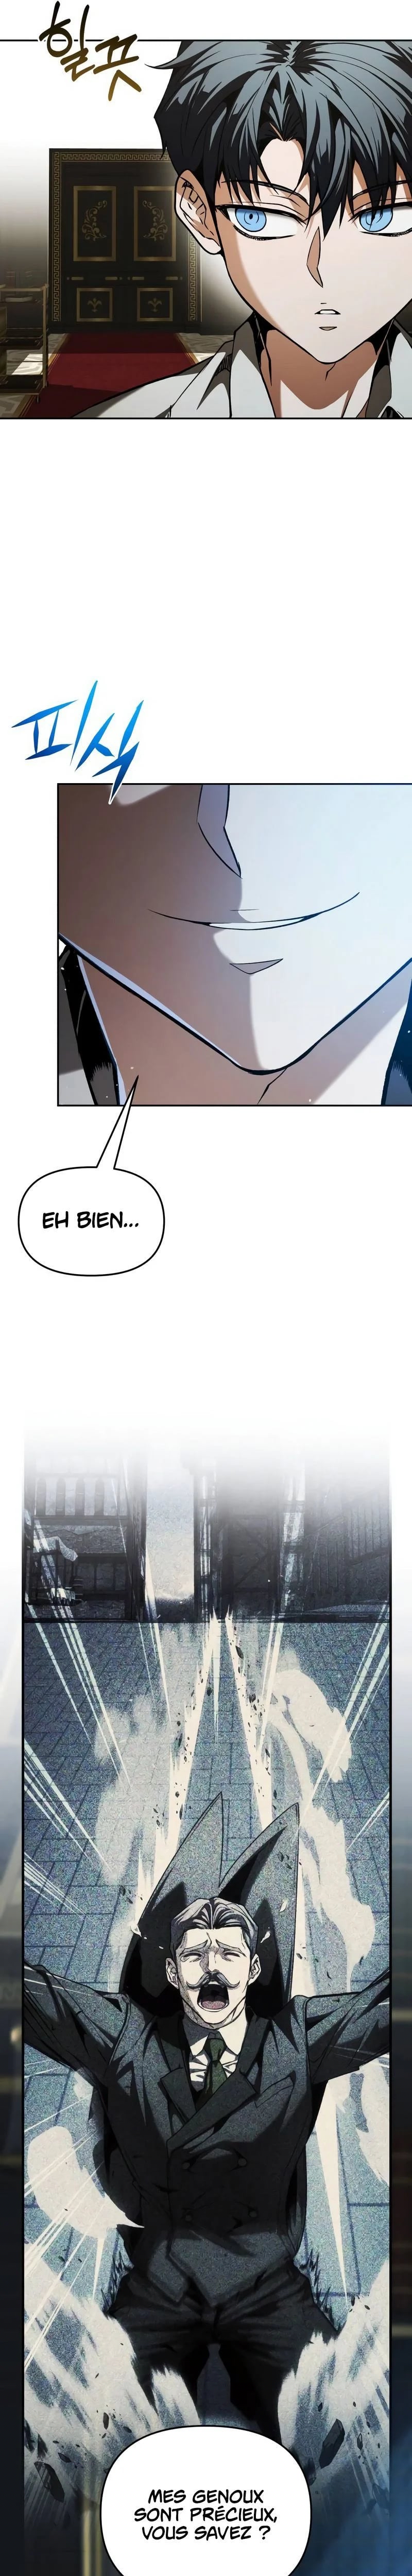 힐끗
피식
EH BIEN...
MES GENOUX
SONT PRÉCIEUX,
VOUS SAVEZ ?